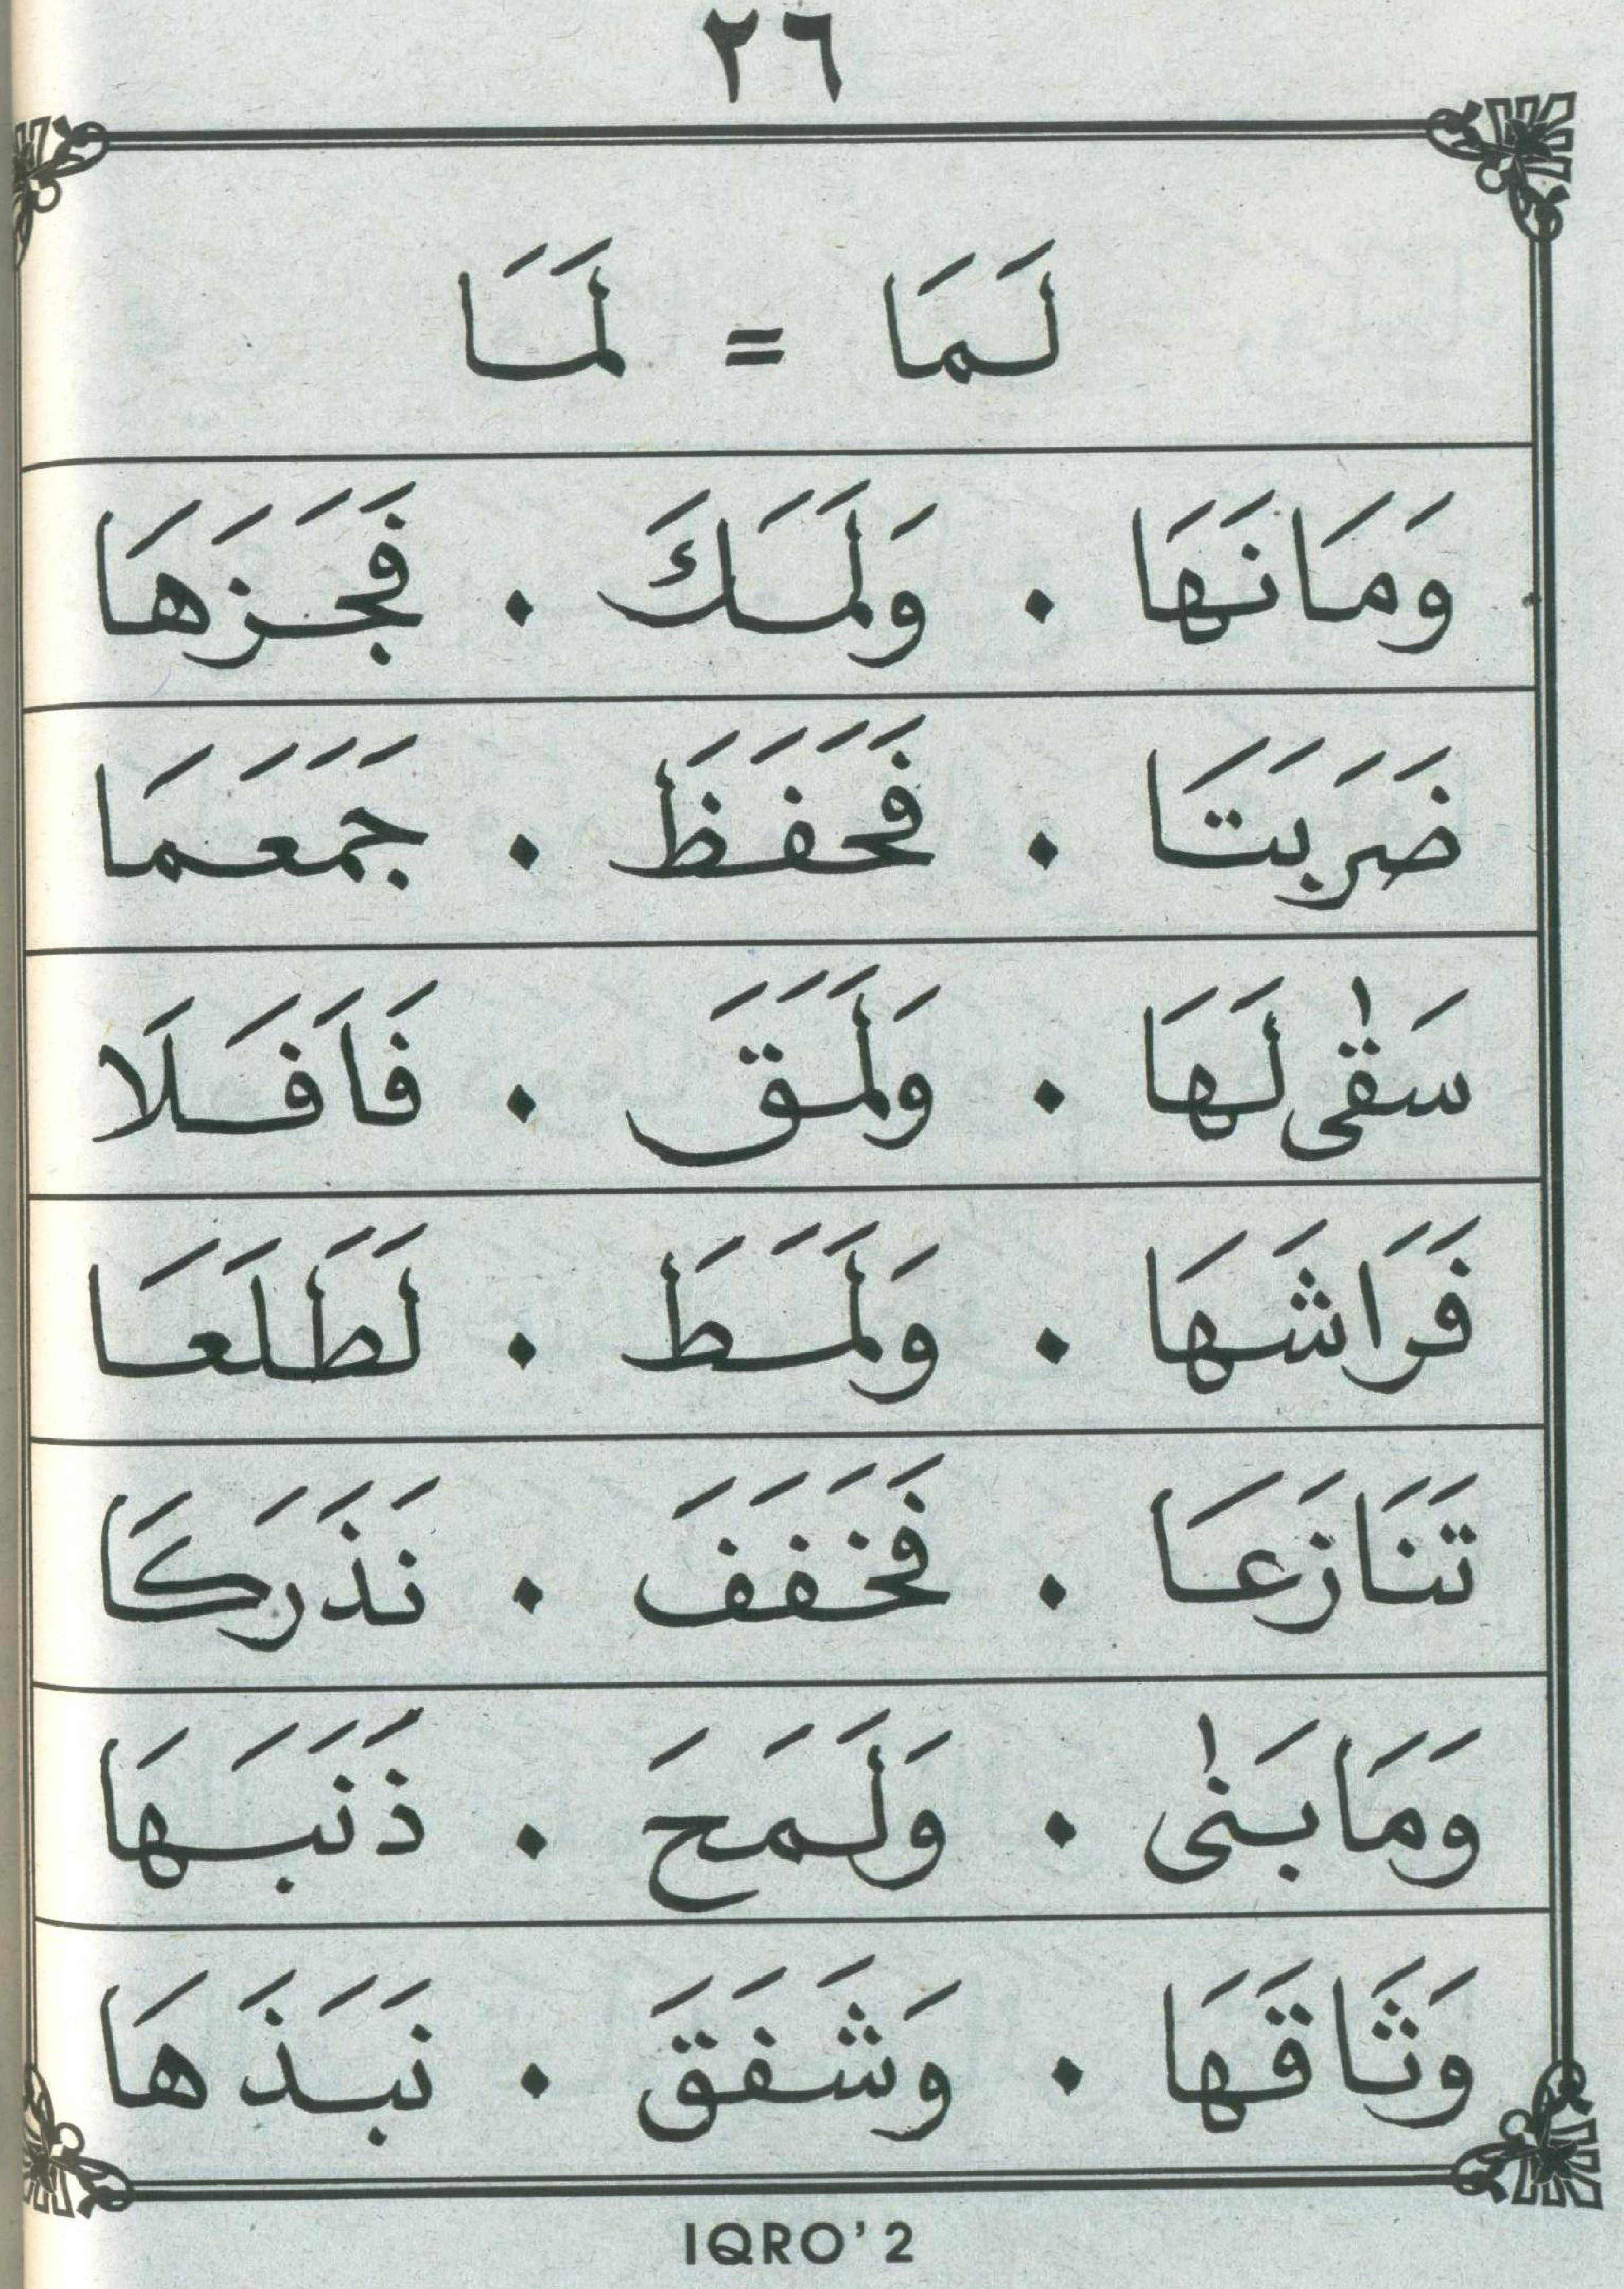 ٢٦
لَمَا = لَمَا
وَمَانَهَا . وَلَمَكَ . فَجَزَهَا
ضَرَبَتَا . فَحَفَظَ . جَمَعَمَا
سَقٰى لَهَا . وَلَمَقَ . فَافَلَا
فَرَاشَهَا . وَلَمَطَ . لَطَلَعَا
تَنَازَعَا . فَخَفَفَ . نَذَرَكَا
وَمَابَنٰى . وَلَمَحَ . ذَنَبَهَا
وَثَاقَهَا . وَشَفَقَ . نَبَذَهَا
IQRO' 2